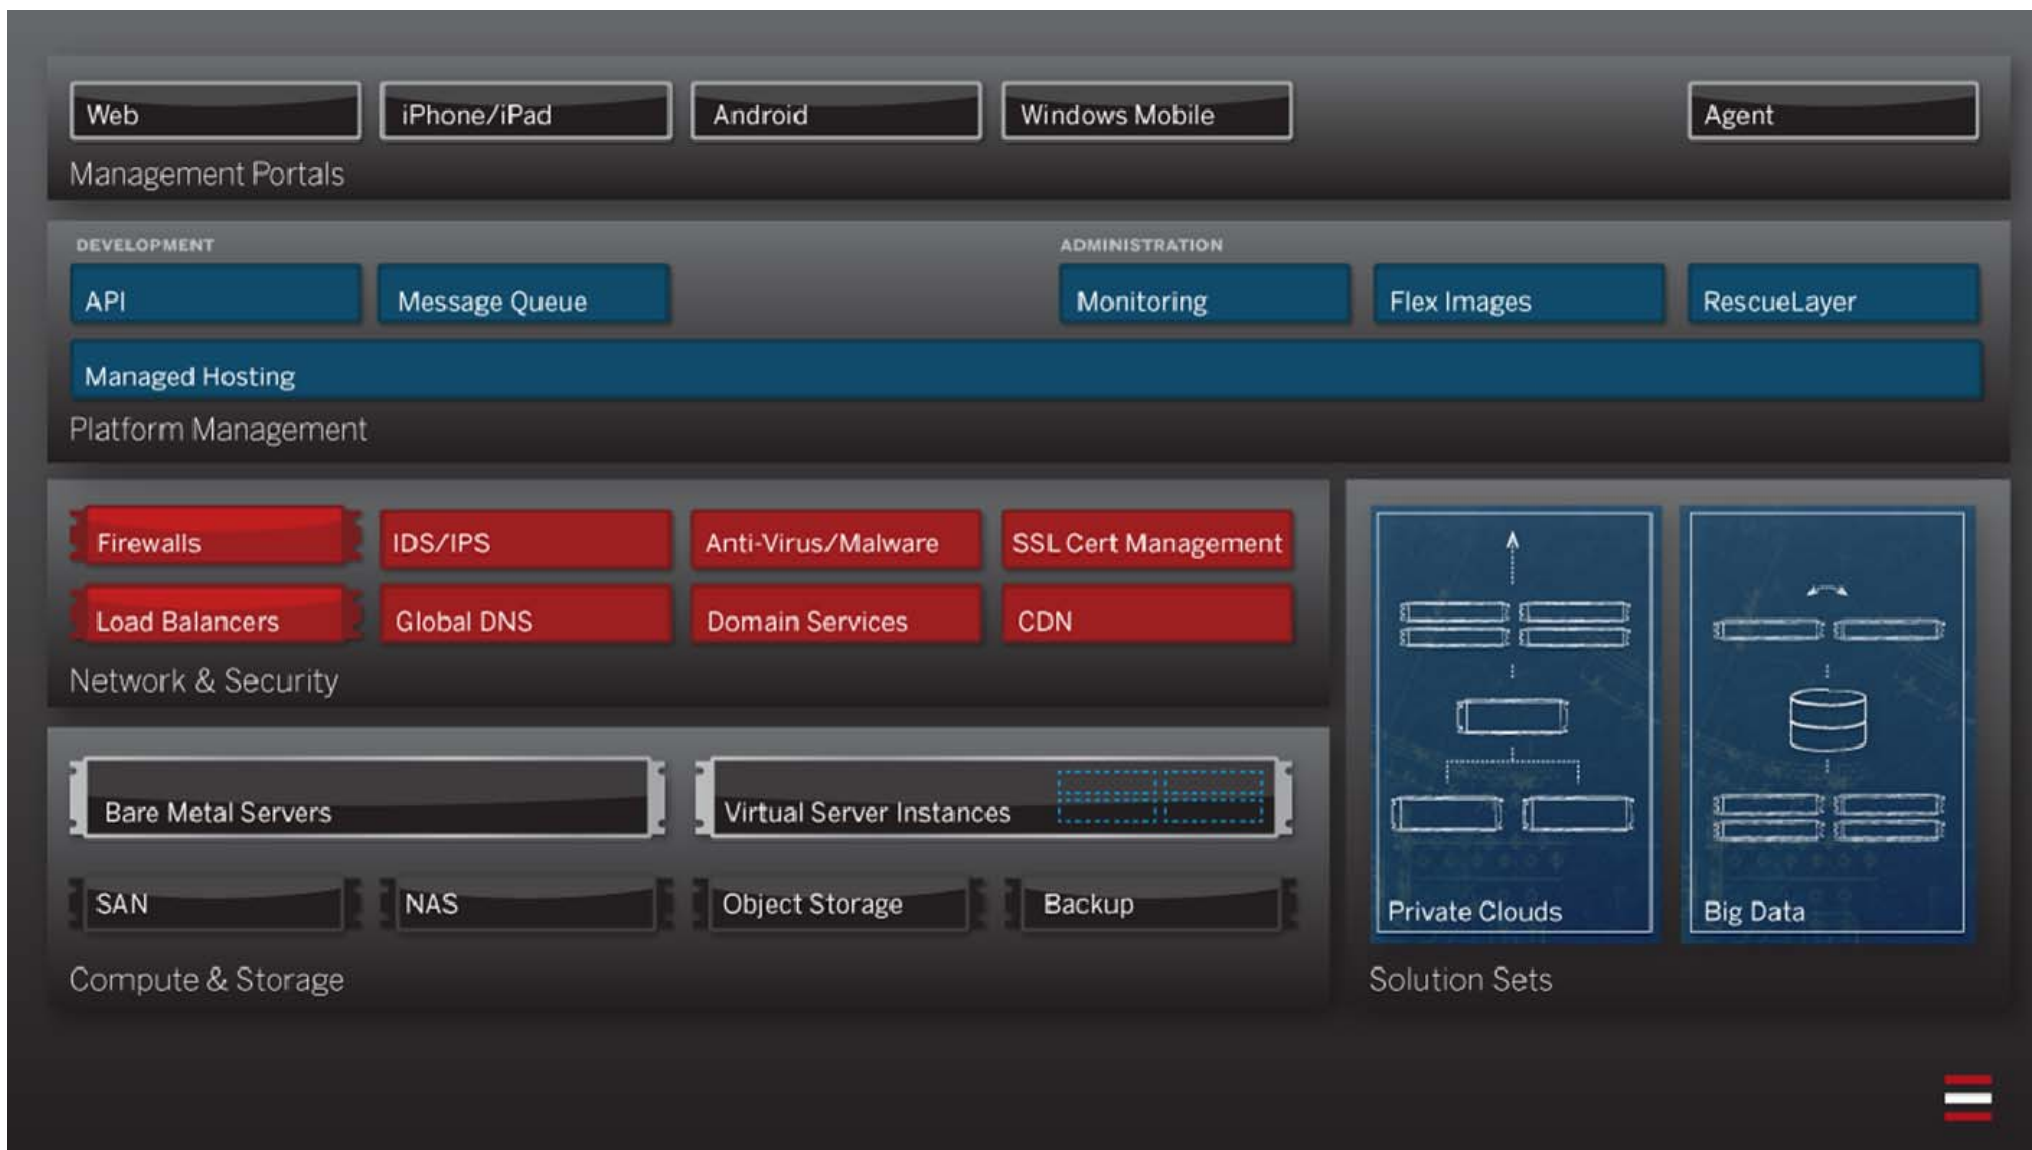 Web
iPhone/iPad
Android
Windows Mobile
Agent
Management Portals
DEVELOPMENT
ADMINISTRATION
API
Message Queue
Monitoring
Flex Images
RescueLayer
Managed Hosting
Platform Management
Firewalls
IDS/IPS
Anti-Virus/Malware
SSL Cert Management
Load Balancers
Global DNS
Domain Services
CDN
Network & Security
Bare Metal Servers
Virtual Server Instances
SAN
NAS
Object Storage
Backup
Compute & Storage
Private Clouds
Big Data
Solution Sets